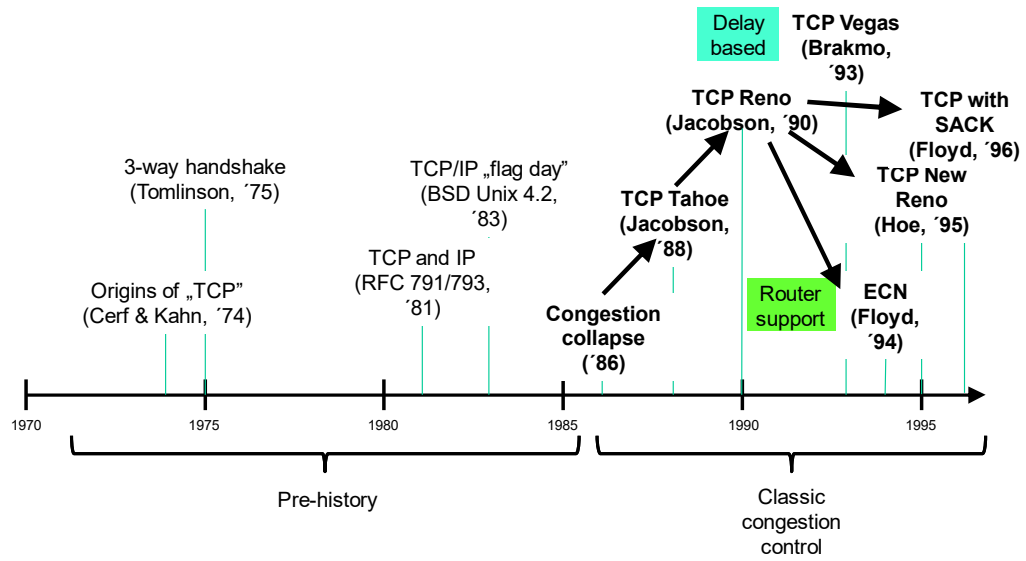 Delay
based
TCP Vegas
(Brakmo,
´93)
TCP Reno
(Jacobson, ´90)
TCP with
SACK
(Floyd, ´96)
3-way handshake
(Tomlinson, ´75)
TCP/IP „flag day”
(BSD Unix 4.2,
´83)
TCP Tahoe
(Jacobson,
´88)
TCP New
Reno
(Hoe, ´95)
TCP and IP
(RFC 791/793,
´81)
Origins of „TCP”
(Cerf & Kahn, ´74)
Congestion
collapse
(´86)
Router
support
ECN
(Floyd,
´94)
1970
1975
1980
1985
1990
1995
Pre-history
Classic
congestion
control